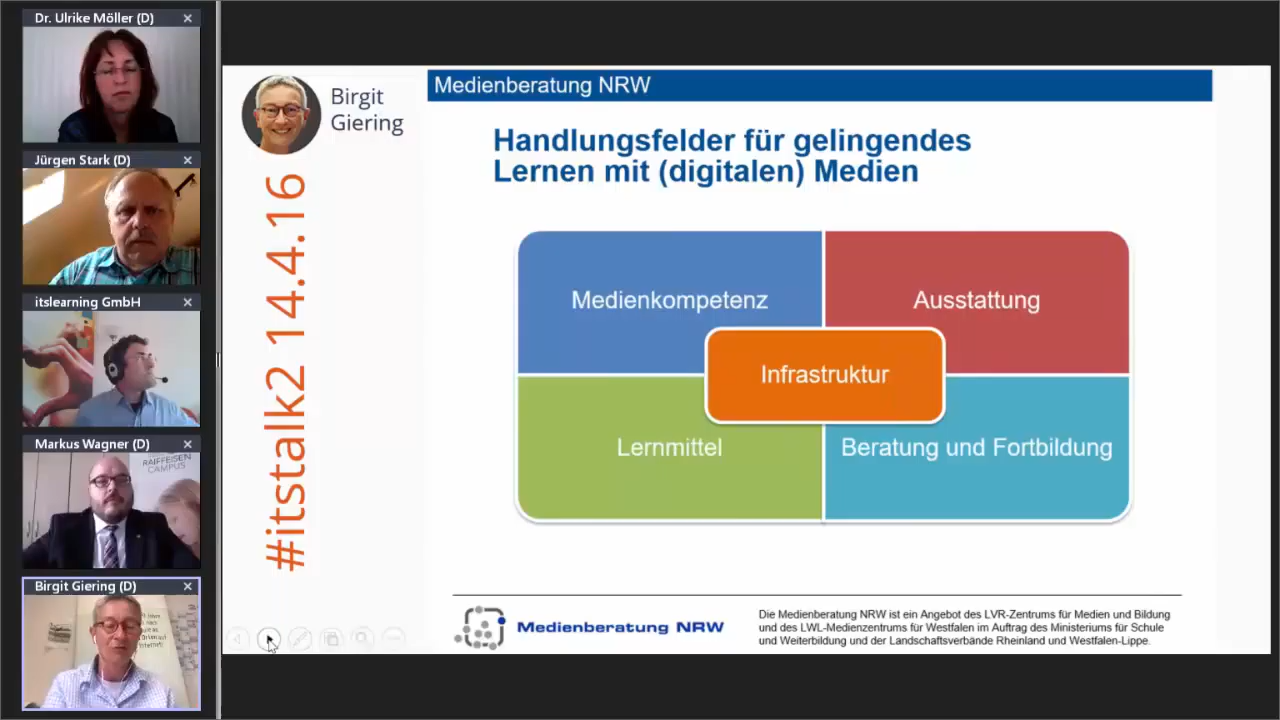 Dr. Ulrike Möller (D)
Jürgen Stark (D)
itslearning GmbH
Markus Wagner (D)
RAIFFEISEN
CAMPUS
Birgit Giering (D)
Birgit
Giering
#itstalk2 14.4.16
Medienberatung NRW
Handlungsfelder für gelingendes
Lernen mit (digitalen) Medien
Medienkompetenz
Ausstattung
Infrastruktur
Lernmittel
Beratung und Fortbildung
Medienberatung NRW
Die Medienberatung NRW ist ein Angebot des LVR-Zentrums für Medien und Bildung
und des LWL-Medienzentrums für Westfalen im Auftrag des Ministeriums für Schule
und Weiterbildung und der Landschaftsverbände Rheinland und Westfalen-Lippe.